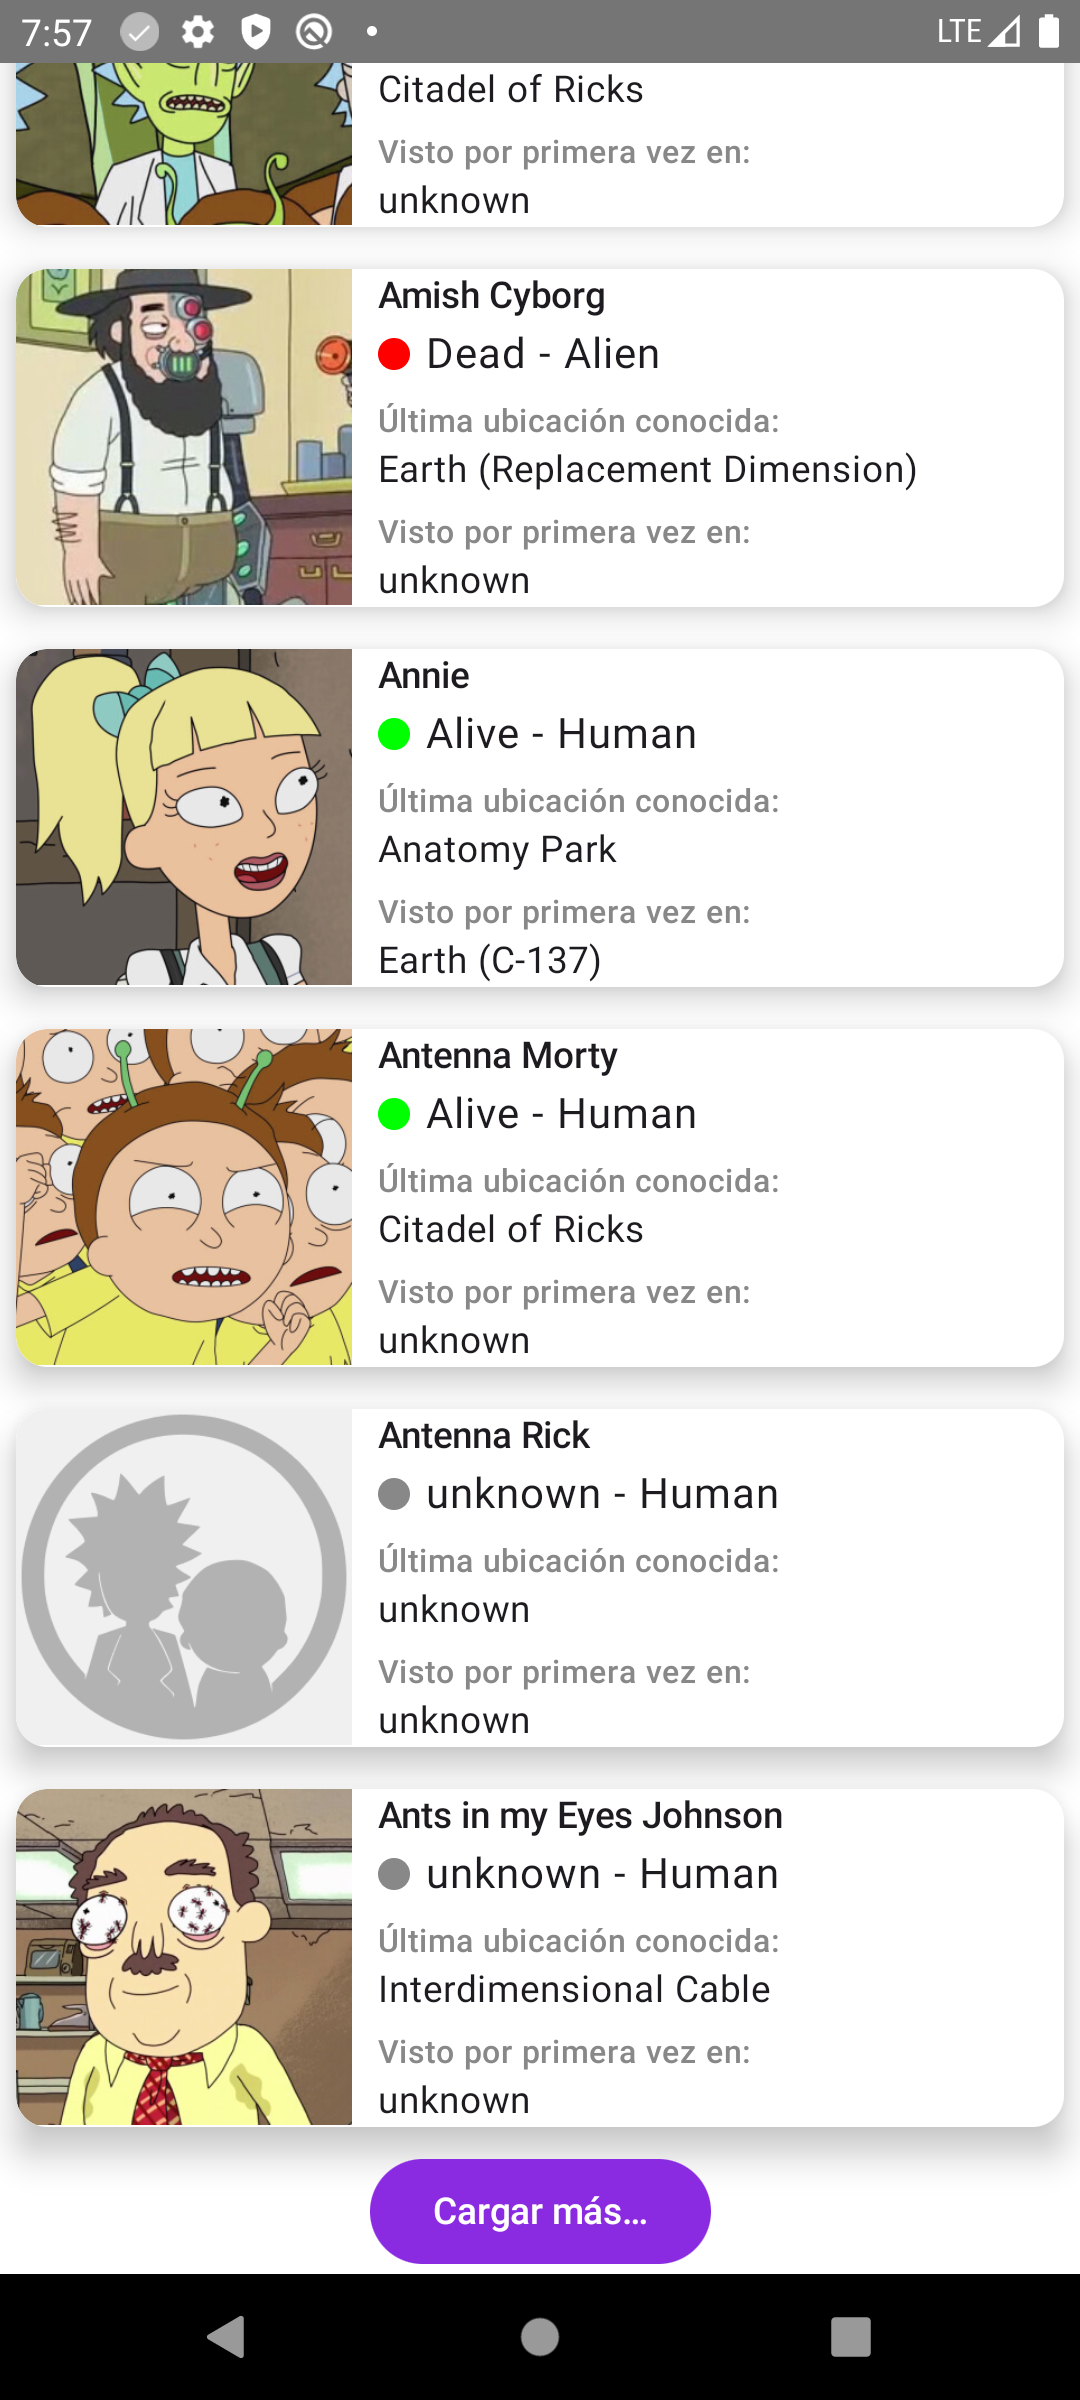 7:57
LTE
Citadel of Ricks
Visto por primera vez en:
unknown
Amish Cyborg
Dead - Alien
Última ubicación conocida:
Earth (Replacement Dimension)
Visto por primera vez en:
unknown
Annie
Alive - Human
Última ubicación conocida:
Anatomy Park
Visto por primera vez en:
Earth (C-137)
Antenna Morty
Alive - Human
Última ubicación conocida:
Citadel of Ricks
Visto por primera vez en:
unknown
Antenna Rick
unknown - Human
Última ubicación conocida:
unknown
Visto por primera vez en:
unknown
Ants in my Eyes Johnson
unknown - Human
Última ubicación conocida:
Interdimensional Cable
Visto por primera vez en:
unknown
Cargar más...